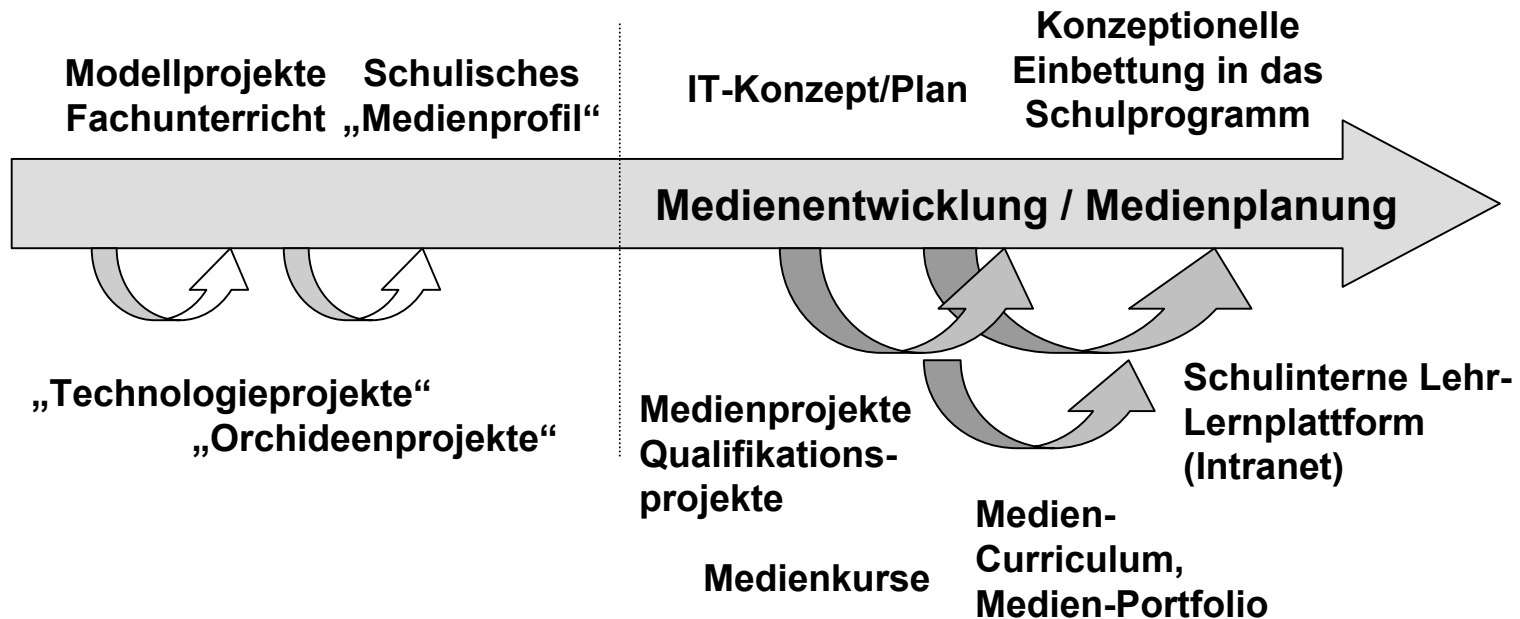 Modellprojekte
Fachunterricht
Schulisches
„Medienprofil“
IT-Konzept/Plan
Konzeptionelle
Einbettung in das
Schulprogramm
Medienentwicklung / Medienplanung
„Technologieprojekte“
„Orchideenprojekte“
Medienprojekte
Qualifikations-
projekte
Medienkurse
Medien-
Curriculum,
Medien-Portfolio
Schulinterne Lehr-
Lernplattform
(Intranet)